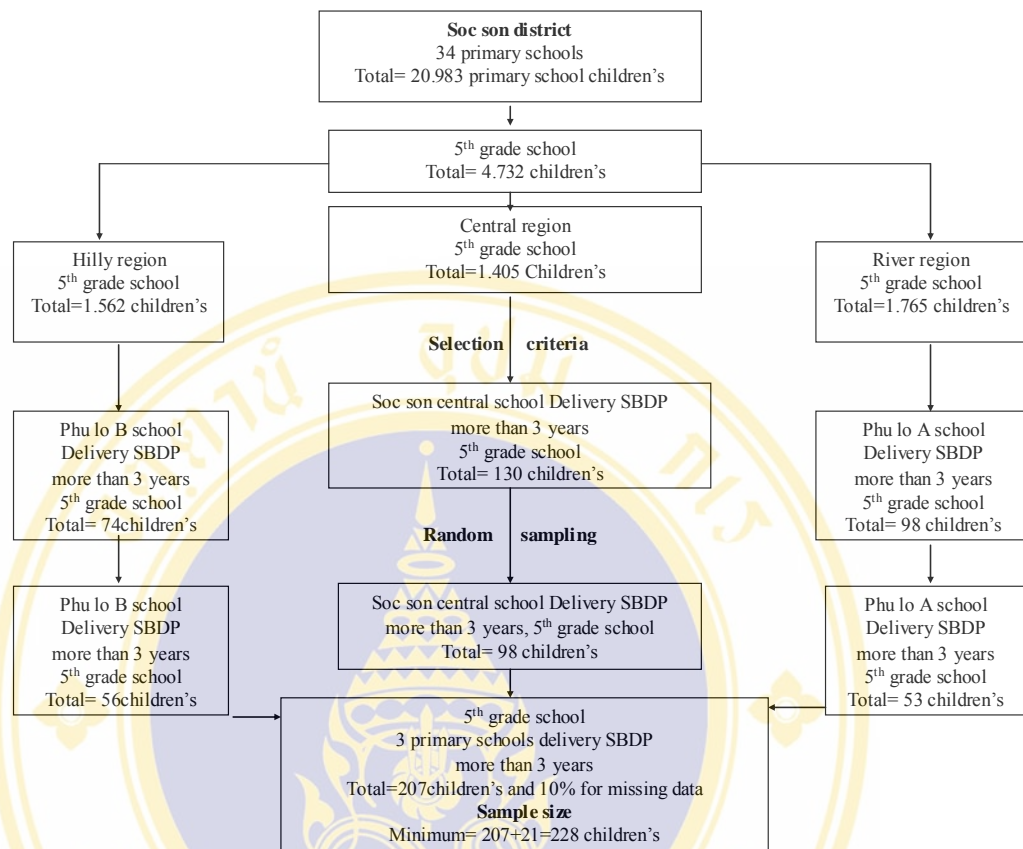 Soc son district
34 primary schools
Total= 20.983 primary school children's
5th grade school
Total= 4.732 children's
Central region
5th grade school
Total=1.405 Children's
Hilly region
5th grade school
Total=1.562 children's
River region
5th grade school
Total= 1.765 children's
Selection criteria
Soc son central school Delivery SBDP
more than 3 years
5th grade school
Total= 130 children's
Phu lo B school
Delivery SBDP
more than 3 years
5th grade school
Total= 74children's
Phu lo A school
Delivery SBDP
more than 3 years
5th grade school
Total= 98 children's
Random sampling
Soc son central school Delivery SBDP
more than 3 years, 5th grade school
Total= 98 children's
Phu lo B school
Delivery SBDP
more than 3 years
5th grade school
Total= 56children's
Phu lo A school
Delivery SBDP
more than 3 years
5th grade school
Total= 53 children's
5th grade school
3 primary schools delivery SBDP
more than 3 years
Total=207children's and 10% for missing data
Sample size
Minimum= 207+21=228 children's